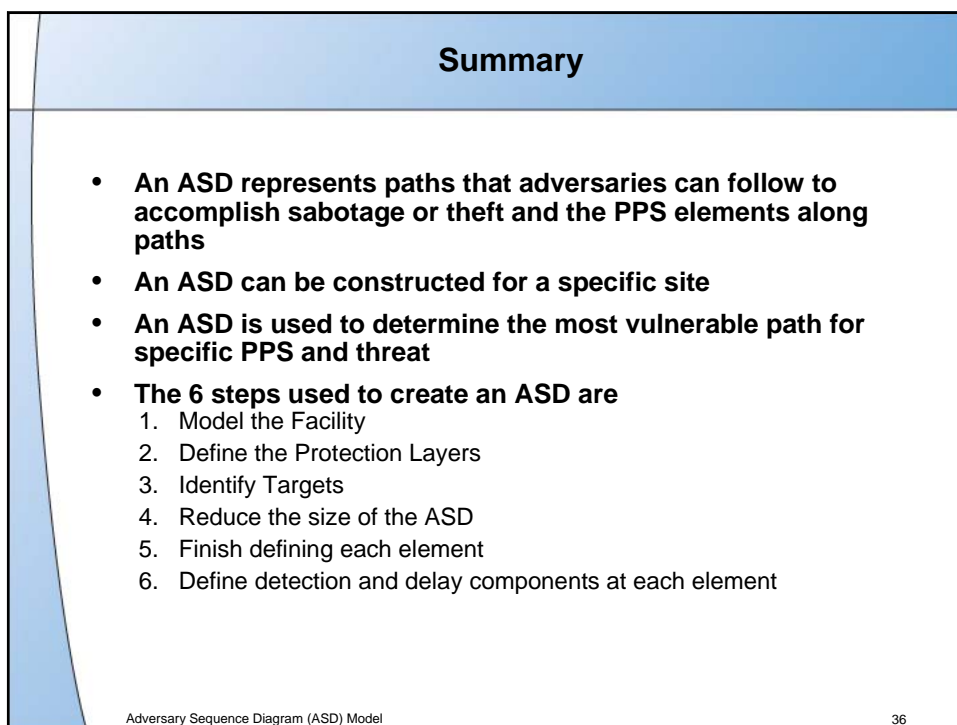 Summary
• An ASD represents paths that adversaries can follow to
accomplish sabotage or theft and the PPS elements along
paths
• An ASD can be constructed for a specific site
• An ASD is used to determine the most vulnerable path for
specific PPS and threat
• The 6 steps used to create an ASD are
1. Model the Facility
2. Define the Protection Layers
3. Identify Targets
4. Reduce the size of the ASD
5. Finish defining each element
6. Define detection and delay components at each element
Adversary Sequence Diagram (ASD) Model 36